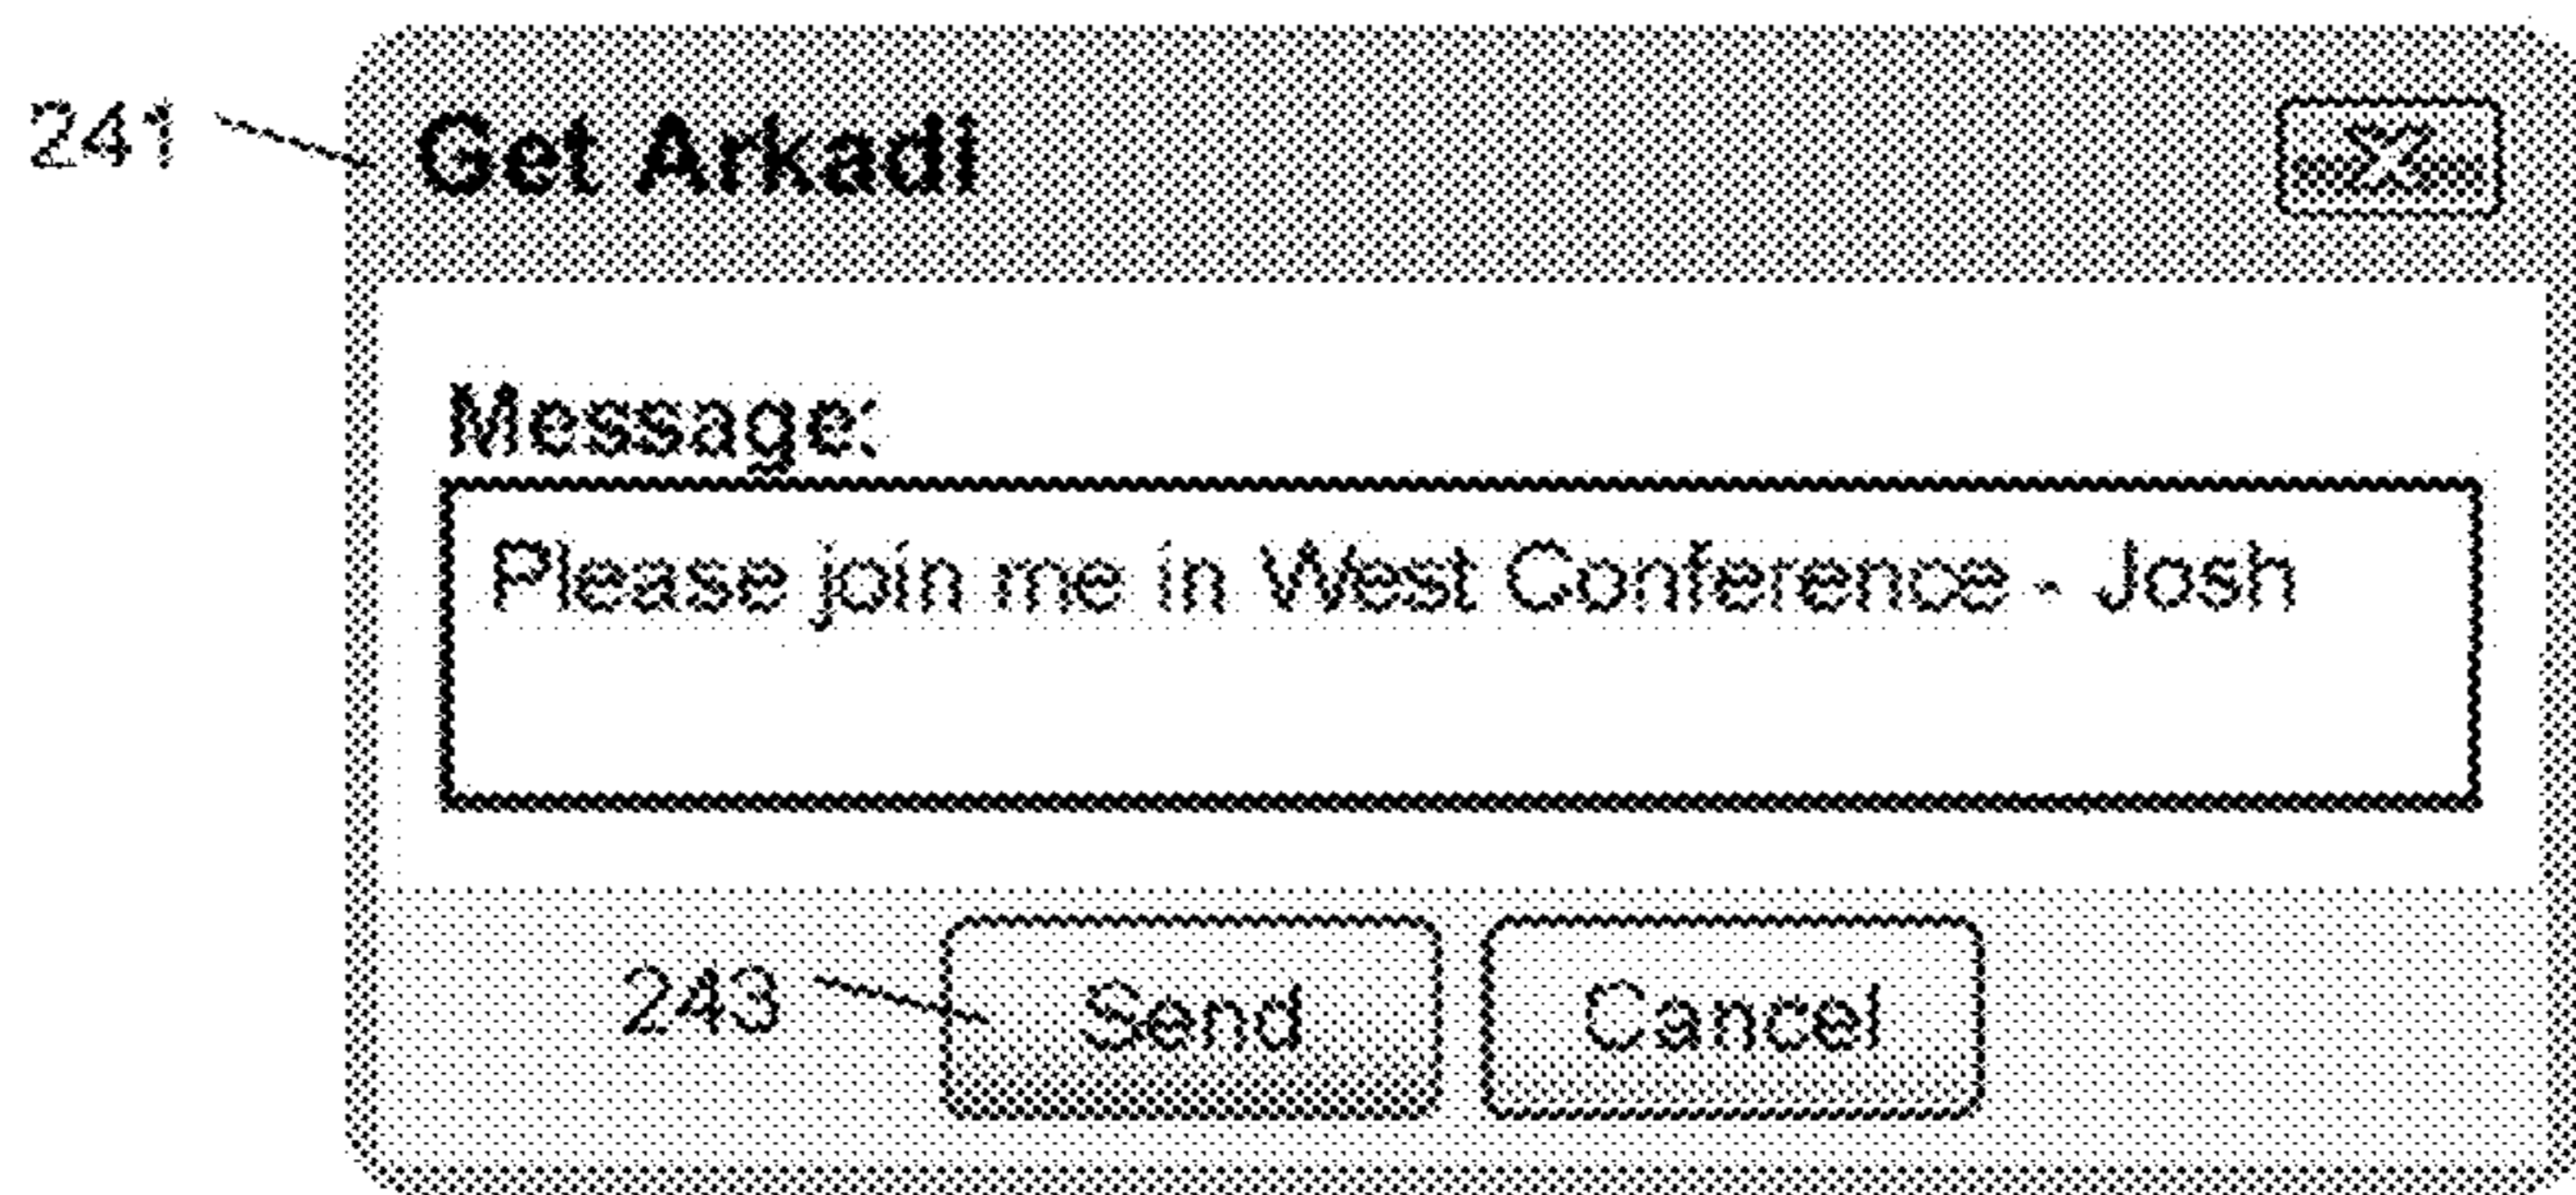 241
Get Arkadi
Message:
Please join me in West Conference - Josh
243
Send
Cancel